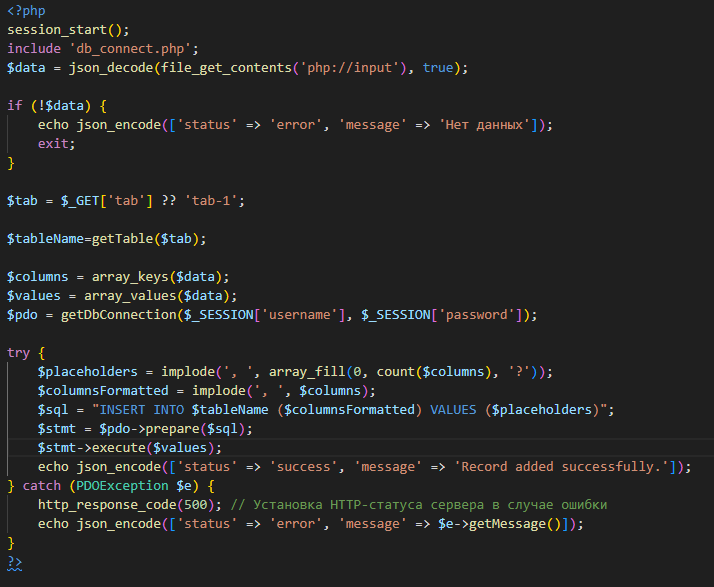 <?php
session_start();
include 'db_connect.php';
$data = json_decode(file_get_contents('php://input'), true);

if (!$data) {
    echo json_encode(['status' => 'error', 'message' => 'Нет данных']);
    exit;
}

$tab = $_GET['tab'] ?? 'tab-1';

$tableName=getTable($tab);

$columns = array_keys($data);
$values = array_values($data);
$pdo = getDbConnection($_SESSION['username'], $_SESSION['password']);

try {
    $placeholders = implode(', ', array_fill(0, count($columns), '?'));
    $columnsFormatted = implode(', ', $columns);
    $sql = "INSERT INTO $tableName ($columnsFormatted) VALUES ($placeholders)";
    $stmt = $pdo->prepare($sql);
    $stmt->execute($values);
    echo json_encode(['status' => 'success', 'message' => 'Record added successfully.']);
} catch (PDOException $e) {
    http_response_code(500); // Установка HTTP-статуса сервера в случае ошибки
    echo json_encode(['status' => 'error', 'message' => $e->getMessage()]);
}
?>